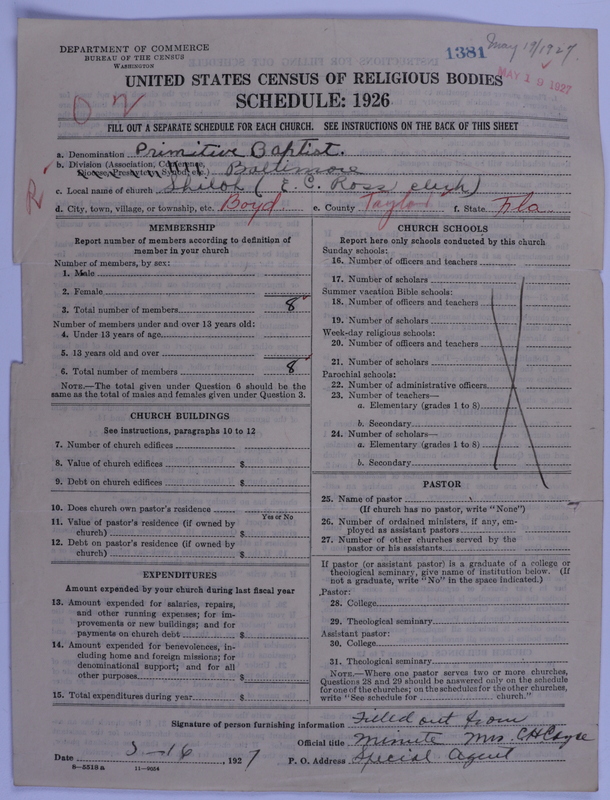 DEPARTMENT OF COMMERCE
BUREAU OF THE CENSUS
WASHINGTON
1381
May 19/1927.
MAY 19 1927
UNITED STATES CENSUS OF RELIGIOUS BODIES
SCHEDULE: 1926
FILL OUT A SEPARATE SCHEDULE FOR EACH CHURCH. SEE INSTRUCTIONS ON THE BACK OF THIS SHEET
a. Denomination Primitive Baptist.
b. Division (Association, Conference, Diocese, Presbytery, Synod, etc.) Baltimore
c. Local name of church Shiloh (E. C. Ross clerk)
d. City, town, village, or township, etc. Boyd. e. County Taylor f. State Fla
MEMBERSHIP
Report number of members according to definition of
member in your church
Number of members, by sex:
1. Male
2. Female
3. Total number of members 8
Number of members under and over 13 years old:
4. Under 13 years of age
5. 13 years old and over
6. Total number of members 8
NOTE.—The total given under Question 6 should be
same as the total of males and females given under Question 3.
CHURCH BUILDINGS
See instructions, paragraphs 10 to 12
7. Number of church edifices
8. Value of church edifices $
9. Debt on church edifices $
10. Does church own pastor's residence
Yes or No
11. Value of pastor's residence (if owned by
church) $
12. Debt on pastor's residence (if owned by
church) $
EXPENDITURES
Amount expended by your church during last fiscal year
13. Amount expended for salaries, repairs,
and other running expenses; for im-
provements or new buildings; and for
payments on church debt $
14. Amount expended for benevolences, in-
cluding home and foreign missions; for
denominational support; and for all
other purposes $
15. Total expenditures during year $
CHURCH SCHOOLS
Report here only schools conducted by this church
Sunday schools:
16. Number of officers and teachers
17. Number of scholars
Summer vacation Bible schools:
18. Number of officers and teachers
19. Number of scholars
Week-day religious schools:
20. Number of officers and teachers
21. Number of scholars
Parochial schools:
22. Number of administrative officers
23. Number of teachers—
a. Elementary (grades 1 to 8)
b. Secondary
24. Number of scholars—
a. Elementary (grades 1 to 8)
b. Secondary
PASTOR
25. Name of pastor
(If church has no pastor, write "None")
26. Number of ordained ministers, if any, em-
ployed as assistant pastors
27. Number of other churches served by the
pastor or his assistants
If pastor (or assistant pastor) is a graduate of a college or
theological seminary, give name of institution below. (If
not a graduate, write "No" in the space indicated.)
Pastor:
28. College
29. Theological seminary
Assistant pastor:
30. College
31. Theological seminary
NOTE.—Where one pastor serves two or more churches,
Questions 28 and 29 should be answered only on the schedule
for one of the churches; on the schedules for the other churches,
write "See schedule for church."
Signature of person furnishing information Filled out from
Official title Minute Mrs. C H
Date 3-16, 1927 P. O. Address Special Agent
8—5518 a 11—9054